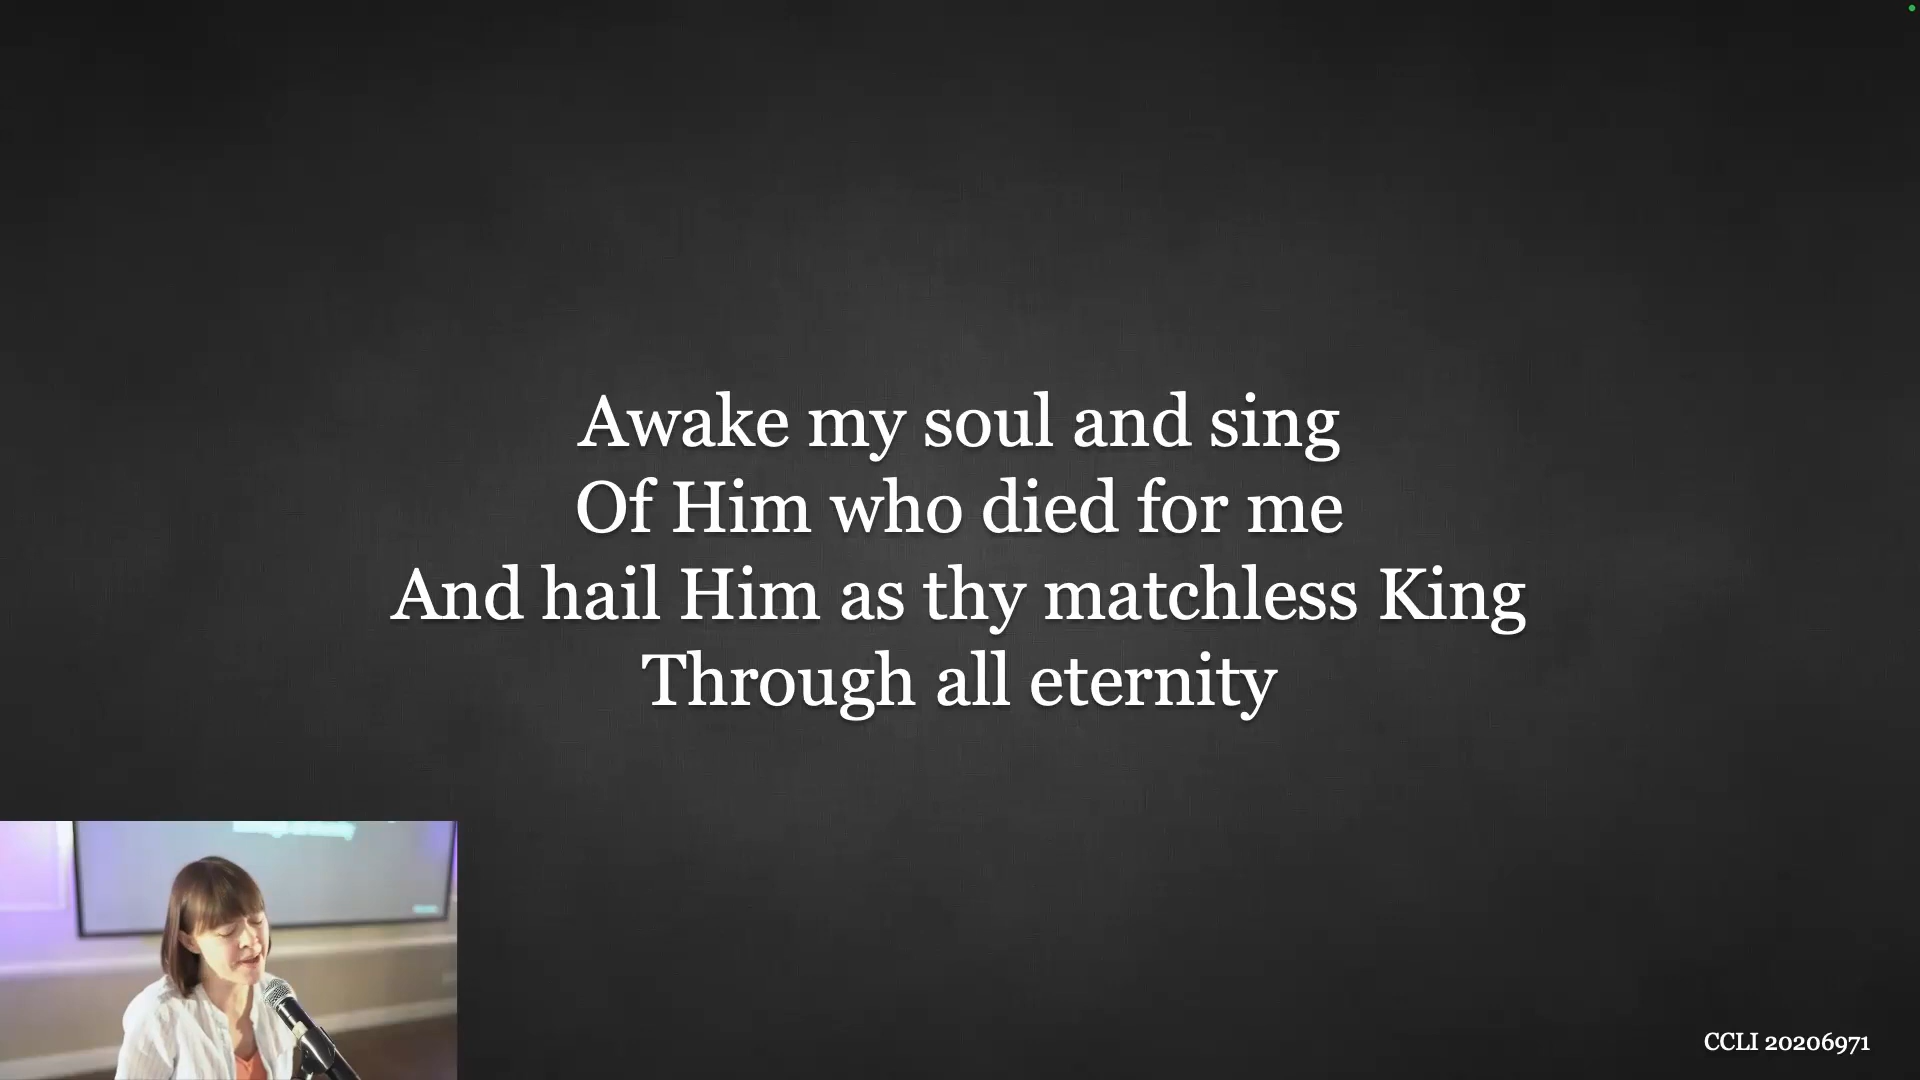 Awake my soul and sing
Of Him who died for me
And hail Him as thy matchless King
Through all eternity
CCLI 20206971